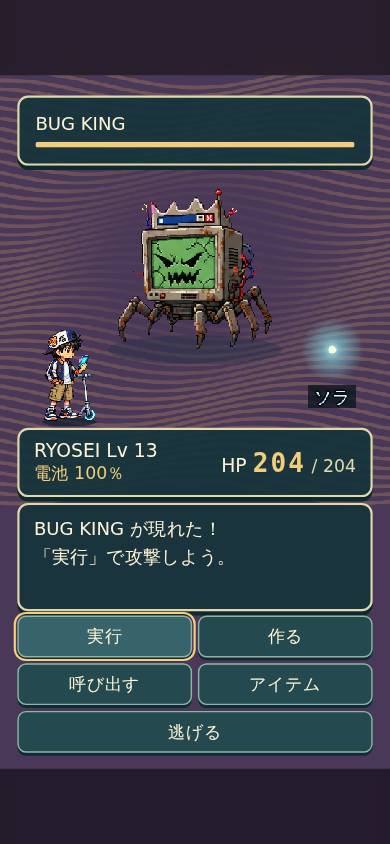 BUG KING
ソラ
RYOSEI Lv 13
電池 100％
HP 204 / 204
BUG KING が現れた！
「実行」で攻撃しよう。
実行
作る
呼び出す
アイテム
逃げる